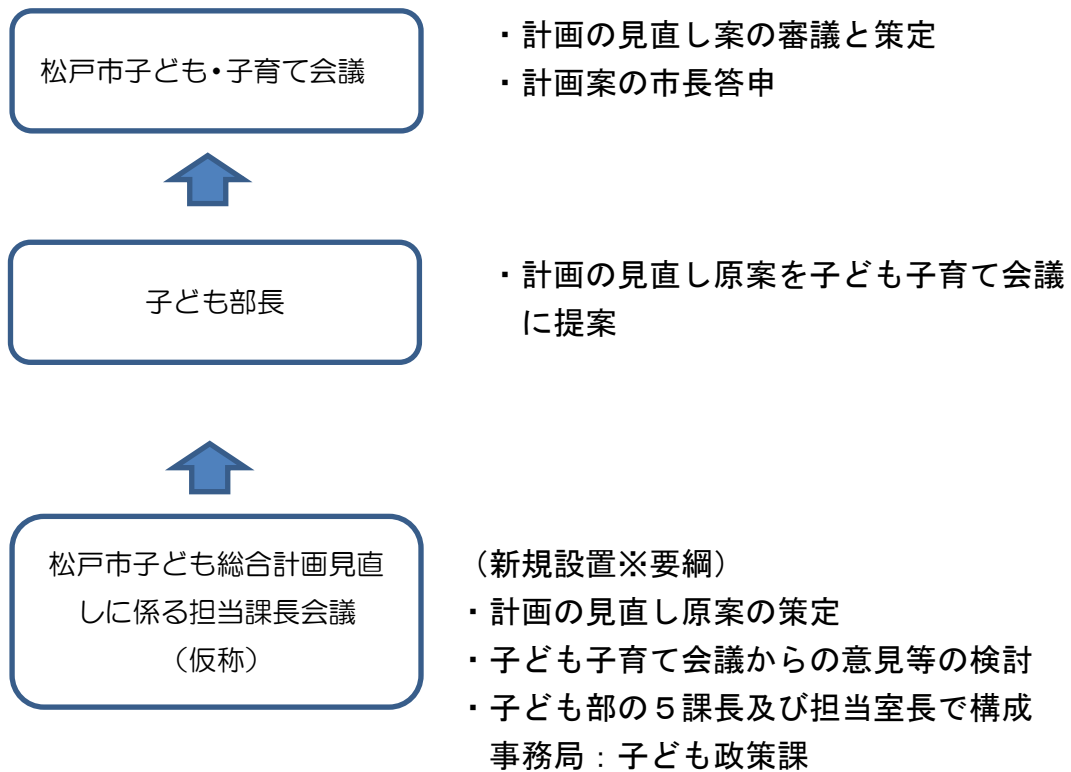 松戸市子ども・子育て会議
・計画の見直し案の審議と策定
・計画案の市長答申
子ども部長
・計画の見直し原案を子ども子育て会議
に提案
松戸市子ども総合計画見直
しに係る担当課長会議
（仮称）
（新規設置※要綱）
・計画の見直し原案の策定
・子ども子育て会議からの意見等の検討
・子ども部の５課長及び担当室長で構成
事務局：子ども政策課